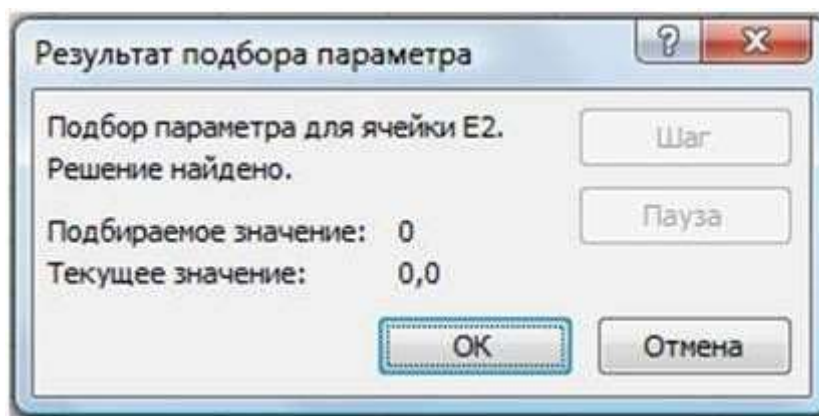 Результат подбора параметра
?
Подбор параметра для ячейки E2.
Решение найдено.
Шаг
Пауза
Подбираемое значение: 0
Текущее значение: 0,0
ОК
Отмена